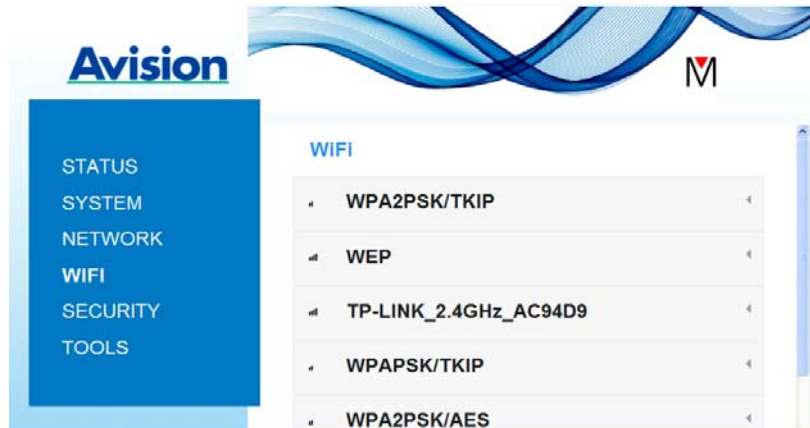 Avision
M
STATUS
SYSTEM
NETWORK
WIFI
SECURITY
TOOLS
WiFi
WPA2PSK/TKIP
WEP
TP-LINK_2.4GHz_AC94D9
WPAPSK/TKIP
WPA2PSK/AES